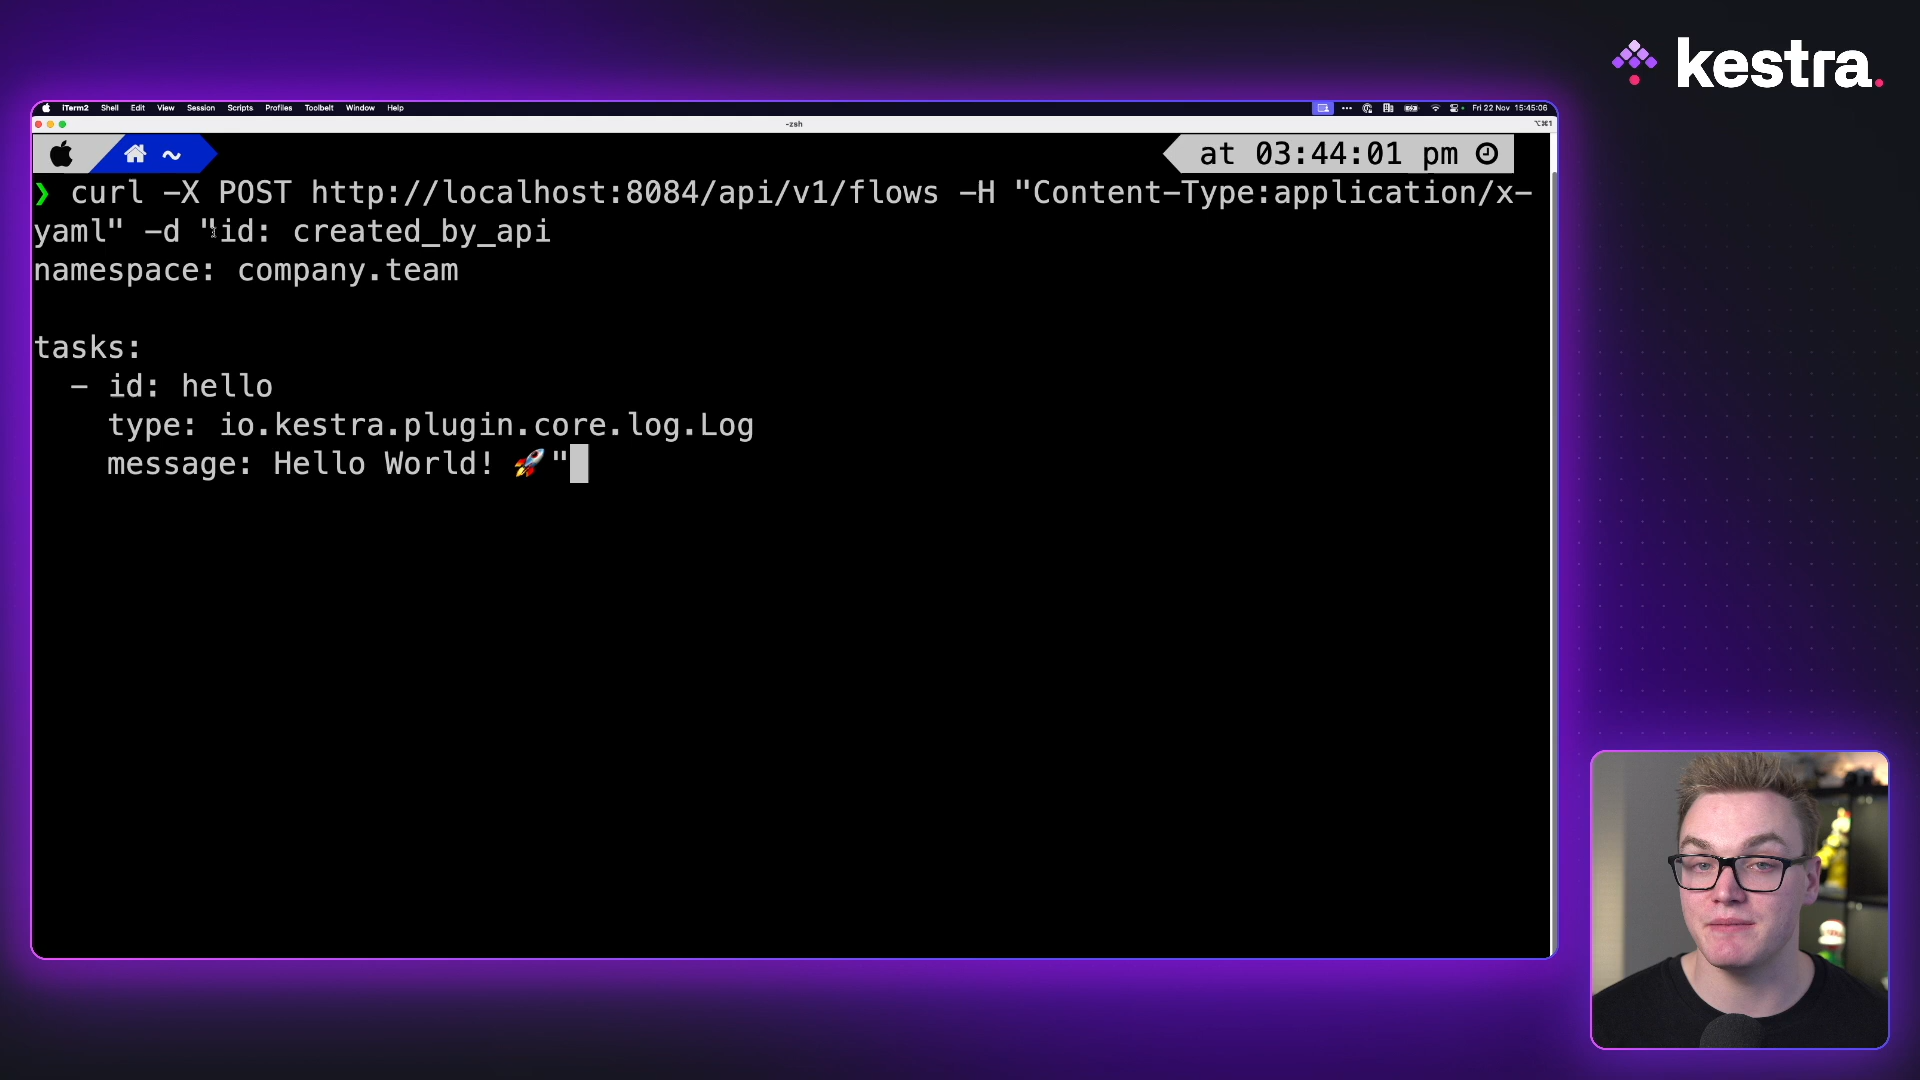 kestra.
iTerm2 Shell Edit View Session Scripts Profiles Toolbelt Window Help
Fri 22 Nov 15:45:06
-zsh
⌥⌘1
~
at 03:44:01 pm
❯ curl -X POST http://localhost:8084/api/v1/flows -H "Content-Type:application/x-
yaml" -d "id: created_by_api
namespace: company.team
tasks:
  - id: hello
    type: io.kestra.plugin.core.log.Log
    message: Hello World! 🚀"